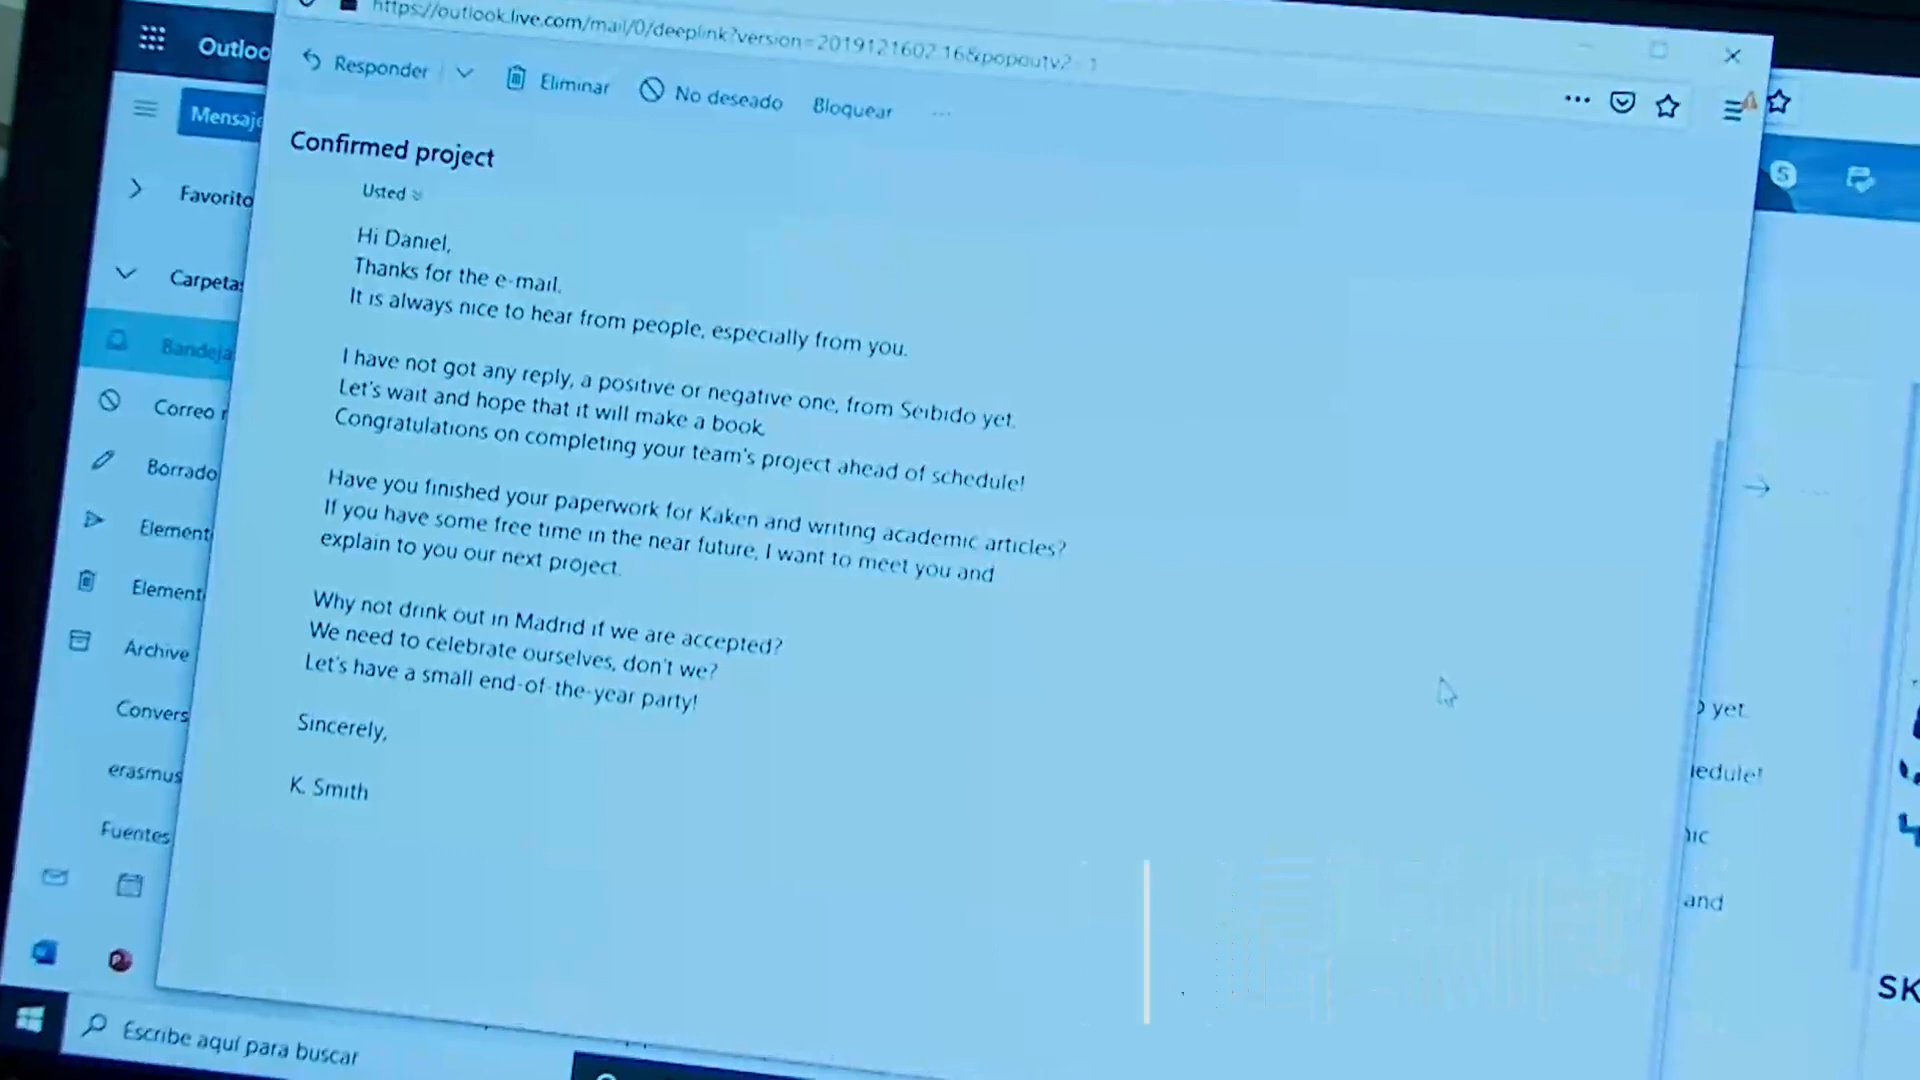 https://outlook.live.com/mail/0/deeplink?version=2019121602.16&popoutv2=1
Outloo
Responder
Eliminar
No deseado
Bloquear
Mensaje
Confirmed project
Favorito
Usted
Hi Daniel,
Thanks for the e-mail.
It is always nice to hear from people, especially from you.
Carpetas
Bandeja
I have not got any reply, a positive or negative one, from Seibido yet.
Let's wait and hope that it will make a book.
Congratulations on completing your team's project ahead of schedule!
Correo n
Borrado
Have you finished your paperwork for Kaken and writing academic articles?
If you have some free time in the near future, I want to meet you and
explain to you our next project.
Element
Element
Why not drink out in Madrid if we are accepted?
We need to celebrate ourselves, don't we?
Let's have a small end-of-the-year party!
Archive
Convers
yet.
Sincerely,
edule!
erasmus
K. Smith
Fuentes
nic
and
SK
Escribe aquí para buscar